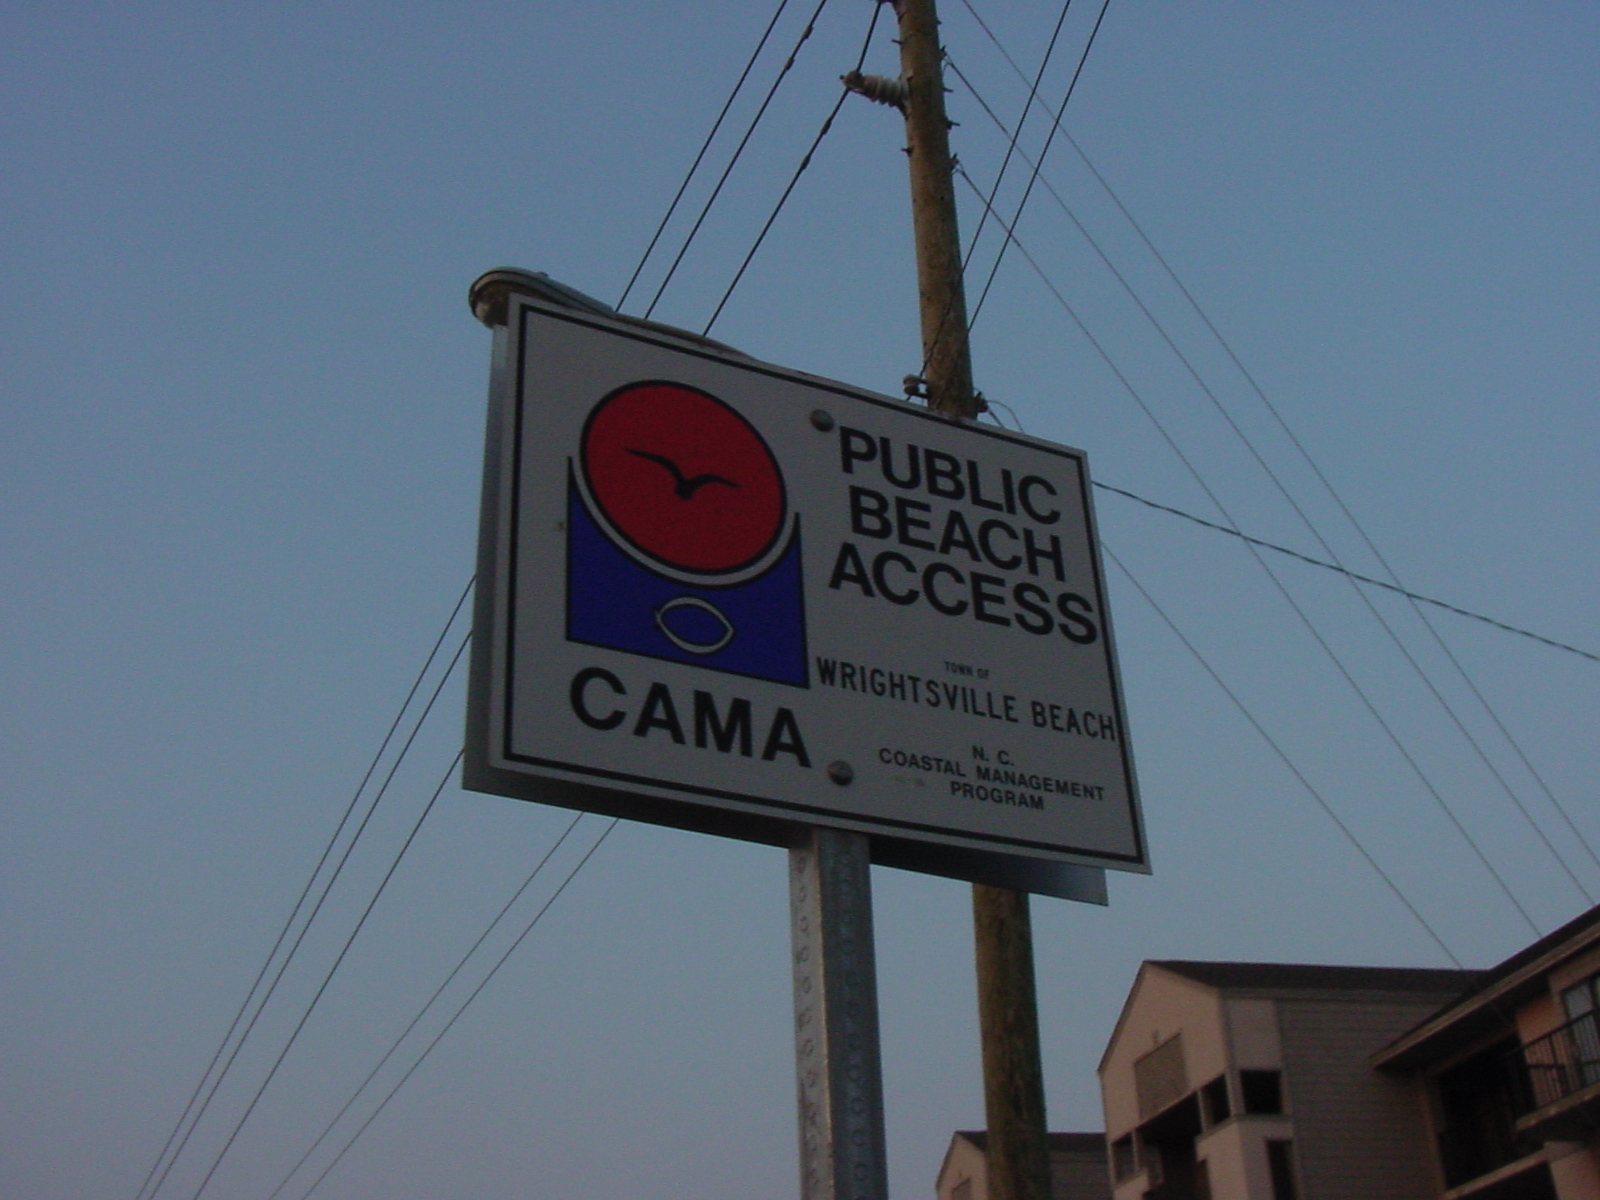 PUBLIC
BEACH
ACCESS
TOWN OF
WRIGHTSVILLE BEACH
N. C.
COASTAL MANAGEMENT
PROGRAM
CAMA